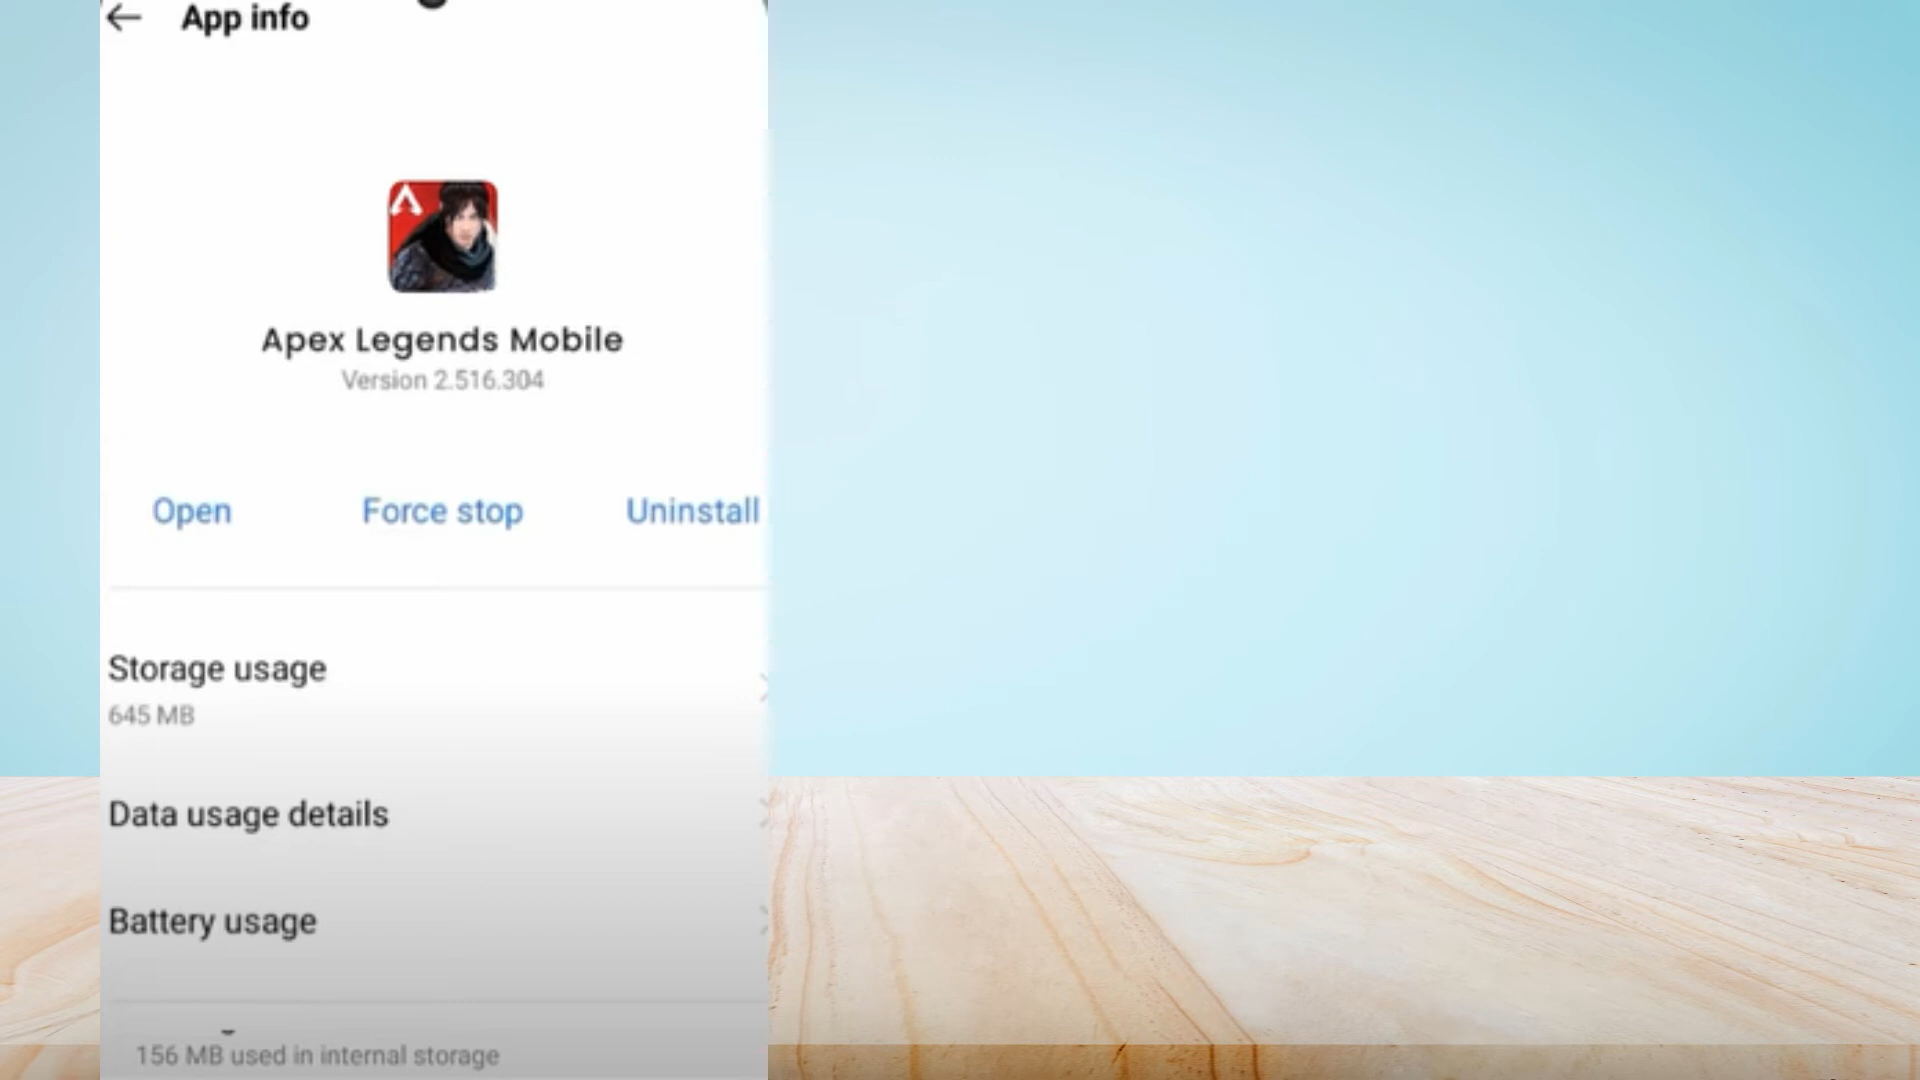 App info
Apex Legends Mobile
Version 2.516.304
Open Force stop Uninstall
Storage usage
645 MB
Data usage details
Battery usage
156 MB used in internal storage